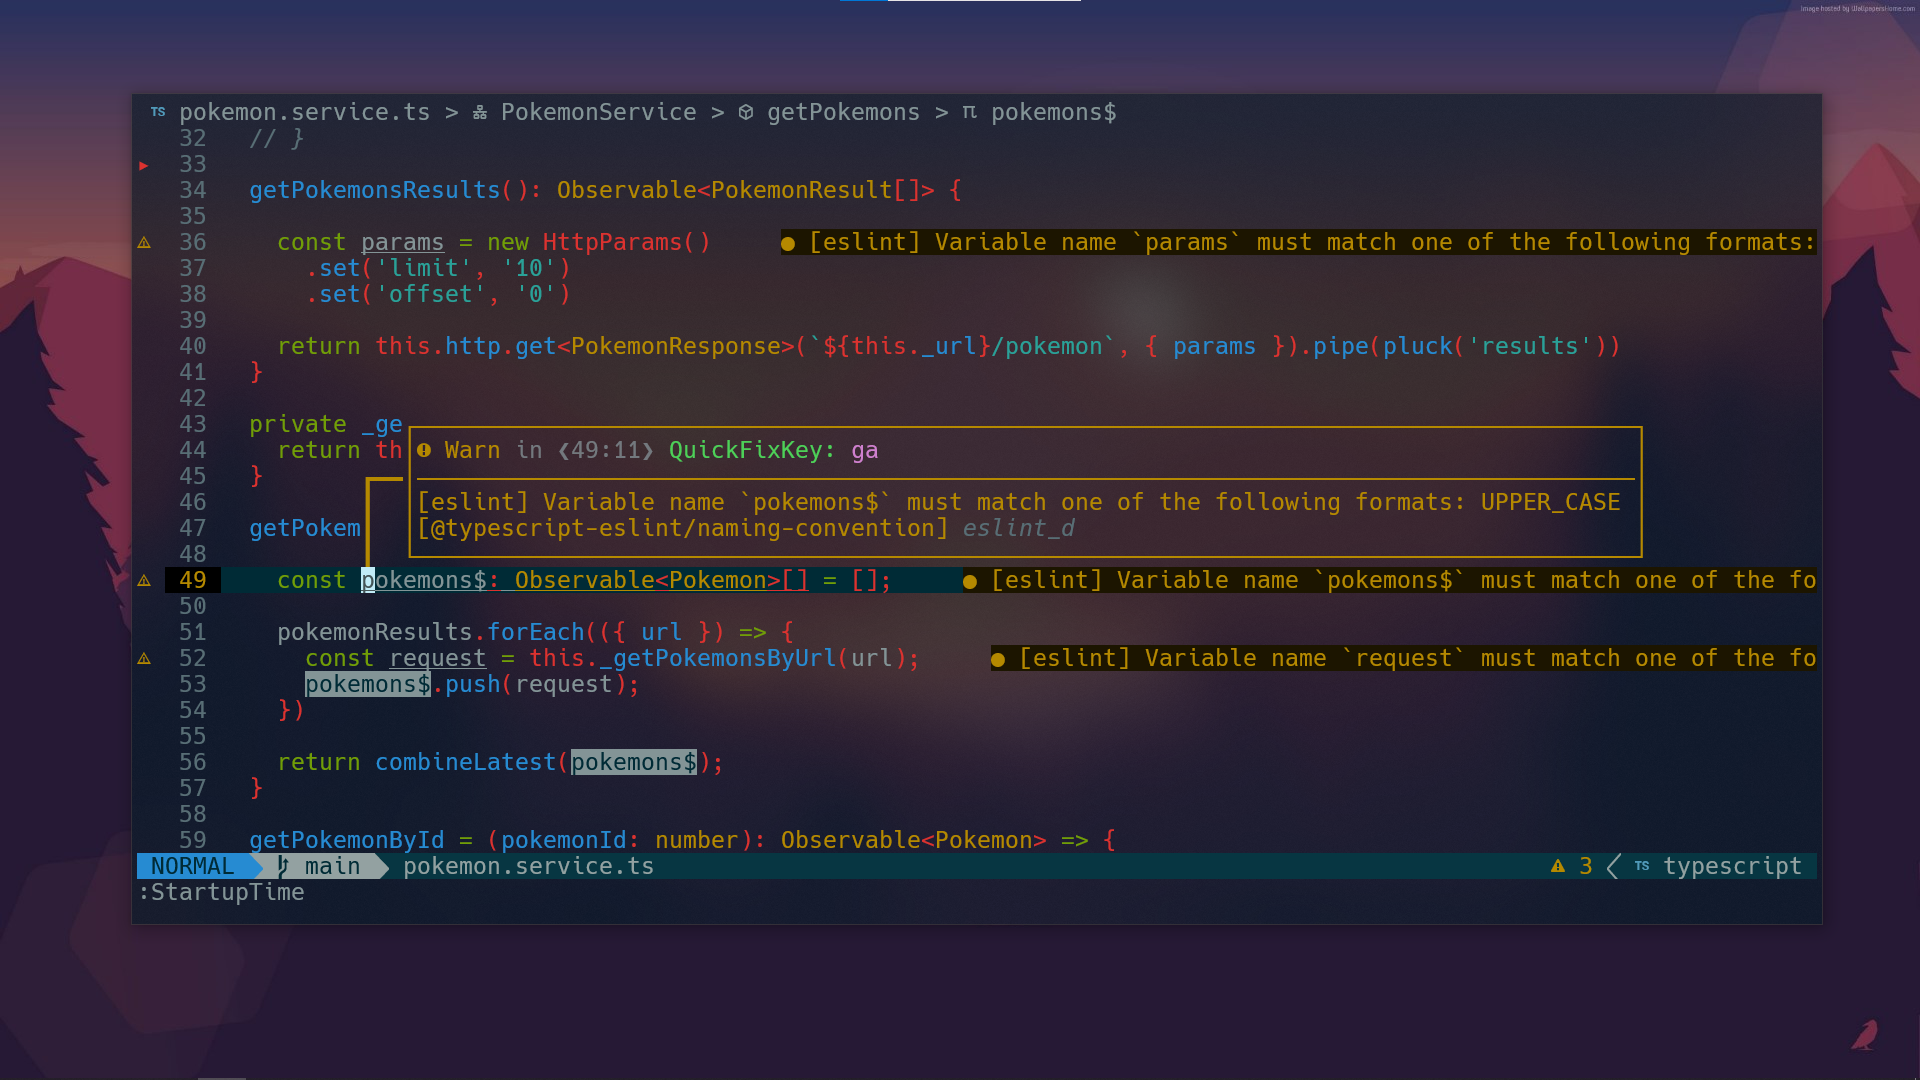 Image hosted by WallpapersHome.com
TS pokemon.service.ts > PokemonService > getPokemons > π pokemons$
32 // }
33
34 getPokemonsResults(): Observable<PokemonResult[]> {
35
36 const params = new HttpParams() ● [eslint] Variable name `params` must match one of the following formats:
37 .set('limit', '10')
38 .set('offset', '0')
39
40 return this.http.get<PokemonResponse>(`${this._url}/pokemon`, { params }).pipe(pluck('results'))
41 }
42
43 private _ge
44 return th
Warn in ❮49:11❯ QuickFixKey: ga
45 }
46
[eslint] Variable name `pokemons$` must match one of the following formats: UPPER_CASE
47 getPokem
[@typescript-eslint/naming-convention] eslint_d
48
49 const pokemons$: Observable<Pokemon>[] = []; ● [eslint] Variable name `pokemons$` must match one of the fo
50
51 pokemonResults.forEach(({ url }) => {
52 const request = this._getPokemonsByUrl(url); ● [eslint] Variable name `request` must match one of the fo
53 pokemons$.push(request);
54 })
55
56 return combineLatest(pokemons$);
57 }
58
59 getPokemonById = (pokemonId: number): Observable<Pokemon> => {
NORMAL main pokemon.service.ts 3 TS typescript
:StartupTime